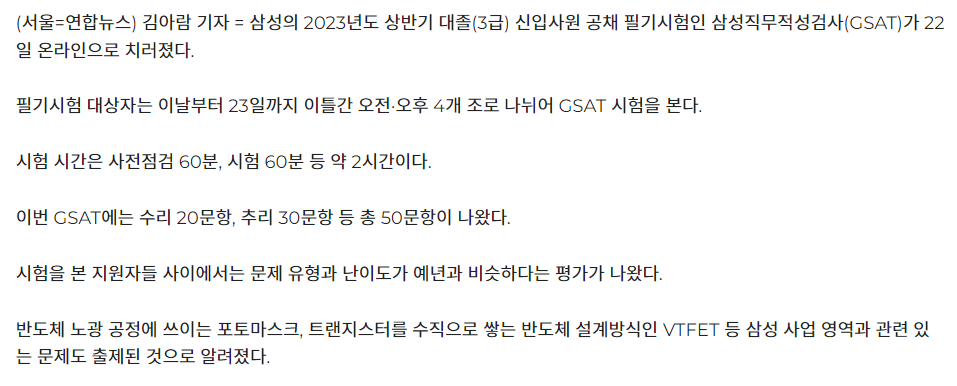 (서울=연합뉴스) 김아람 기자 = 삼성의 2023년도 상반기 대졸(3급) 신입사원 공채 필기시험인 삼성직무적성검사(GSAT)가 22
일 온라인으로 치러졌다.
필기시험 대상자는 이날부터 23일까지 이틀간 오전·오후 4개 조로 나뉘어 GSAT 시험을 본다.
시험 시간은 사전점검 60분, 시험 60분 등 약 2시간이다.
이번 GSAT에는 수리 20문항, 추리 30문항 등 총 50문항이 나왔다.
시험을 본 지원자들 사이에서는 문제 유형과 난이도가 예년과 비슷하다는 평가가 나왔다.
반도체 노광 공정에 쓰이는 포토마스크, 트랜지스터를 수직으로 쌓는 반도체 설계방식인 VTFET 등 삼성 사업 영역과 관련 있
는 문제도 출제된 것으로 알려졌다.